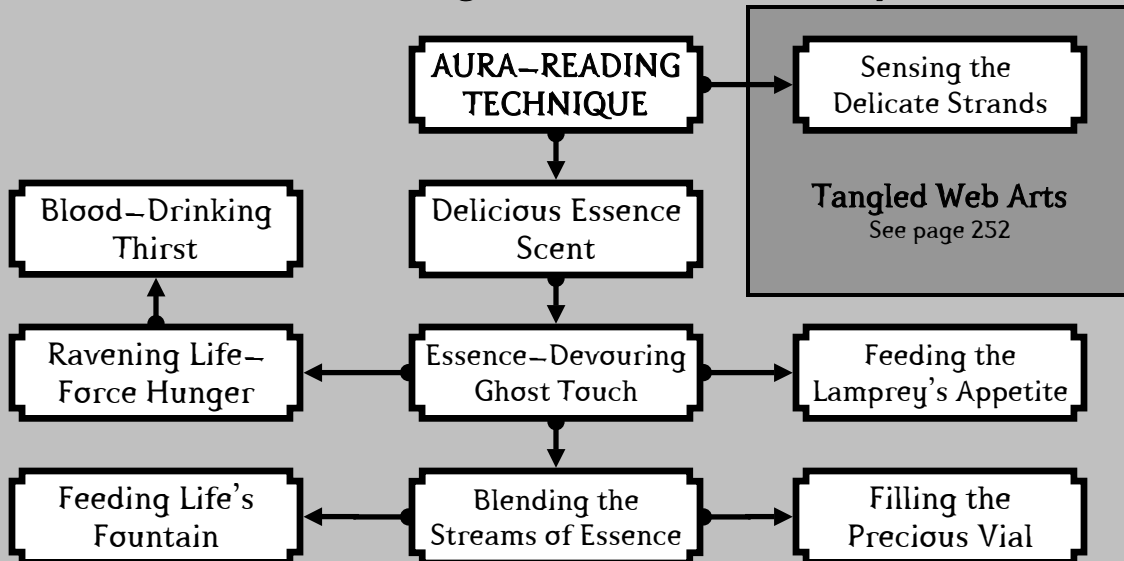 AURA–READING
TECHNIQUE
Sensing the
Delicate Strands
Tangled Web Arts
See page 252
Blood–Drinking
Thirst
Delicious Essence
Scent
Ravening Life–
Force Hunger
Essence–Devouring
Ghost Touch
Feeding the
Lamprey's Appetite
Feeding Life's
Fountain
Blending the
Streams of Essence
Filling the
Precious Vial